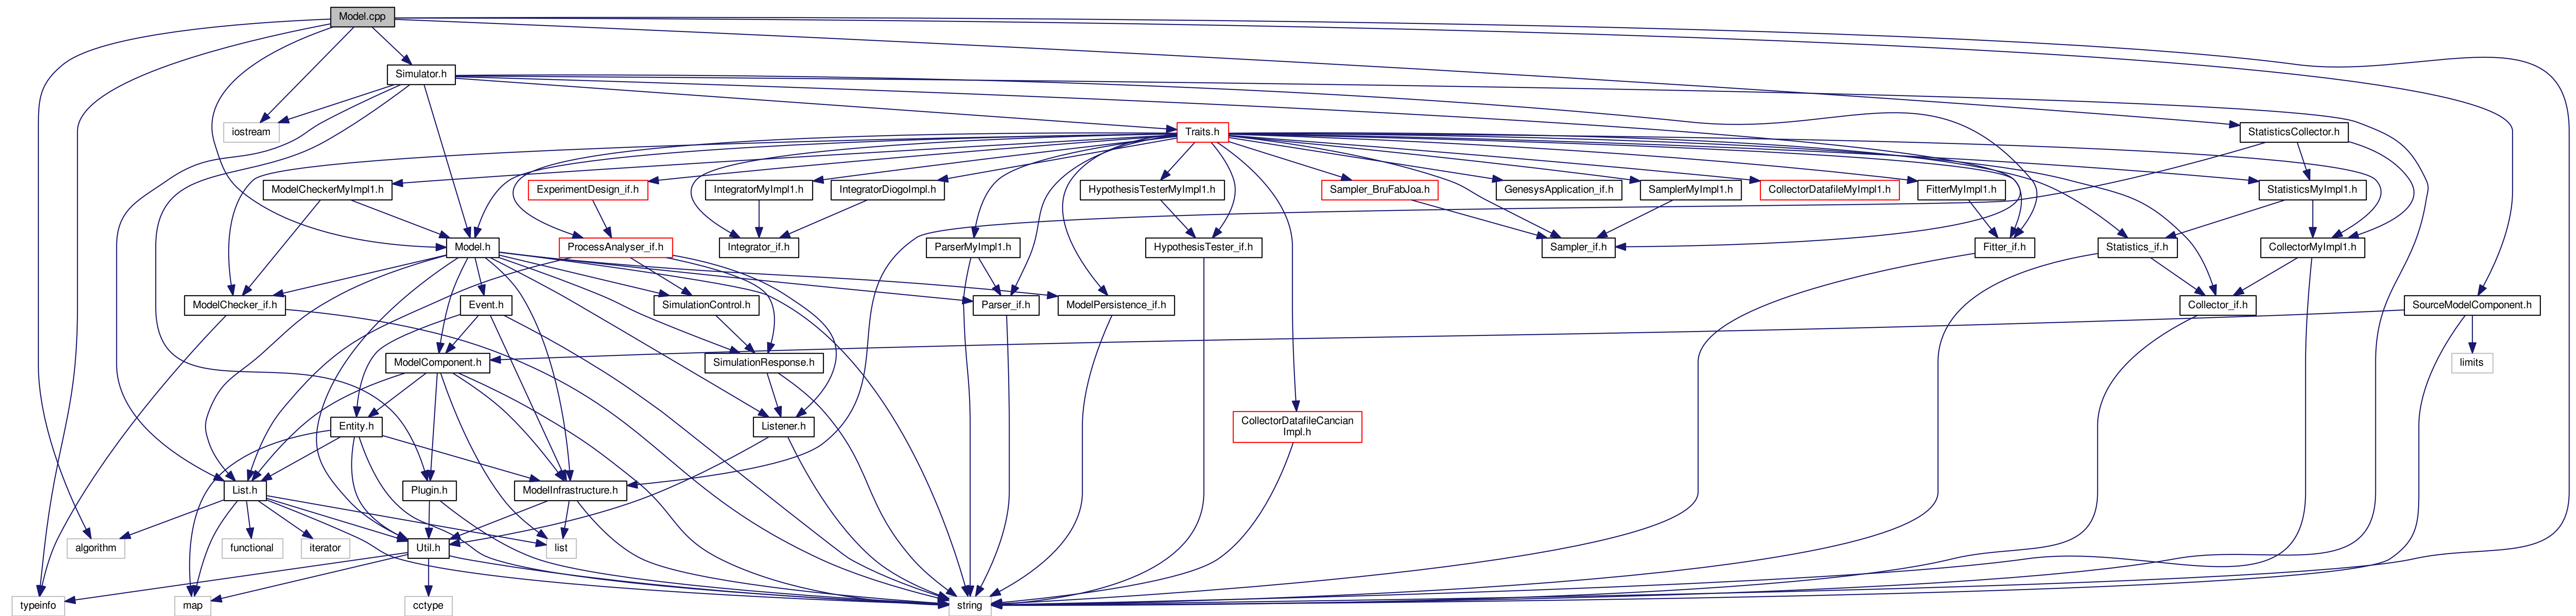 Model.cpp
Simulator.h
iostream
Traits.h
StatisticsCollector.h
ModelCheckerMyImpl1.h
ExperimentDesign_if.h
IntegratorMyImpl1.h
IntegratorDiogoImpl.h
HypothesisTesterMyImpl1.h
Sampler_BruFabJoa.h
GenesysApplication_if.h
SamplerMyImpl1.h
CollectorDatafileMyImpl1.h
FitterMyImpl1.h
StatisticsMyImpl1.h
Model.h
ProcessAnalyser_if.h
Integrator_if.h
ParserMyImpl1.h
HypothesisTester_if.h
Sampler_if.h
Fitter_if.h
Statistics_if.h
CollectorMyImpl1.h
ModelChecker_if.h
Event.h
SimulationControl.h
Parser_if.h
ModelPersistence_if.h
Collector_if.h
SourceModelComponent.h
ModelComponent.h
SimulationResponse.h
limits
Entity.h
Listener.h
CollectorDatafileCancian
Impl.h
List.h
Plugin.h
ModelInfrastructure.h
algorithm
functional
iterator
Util.h
list
typeinfo
map
cctype
string